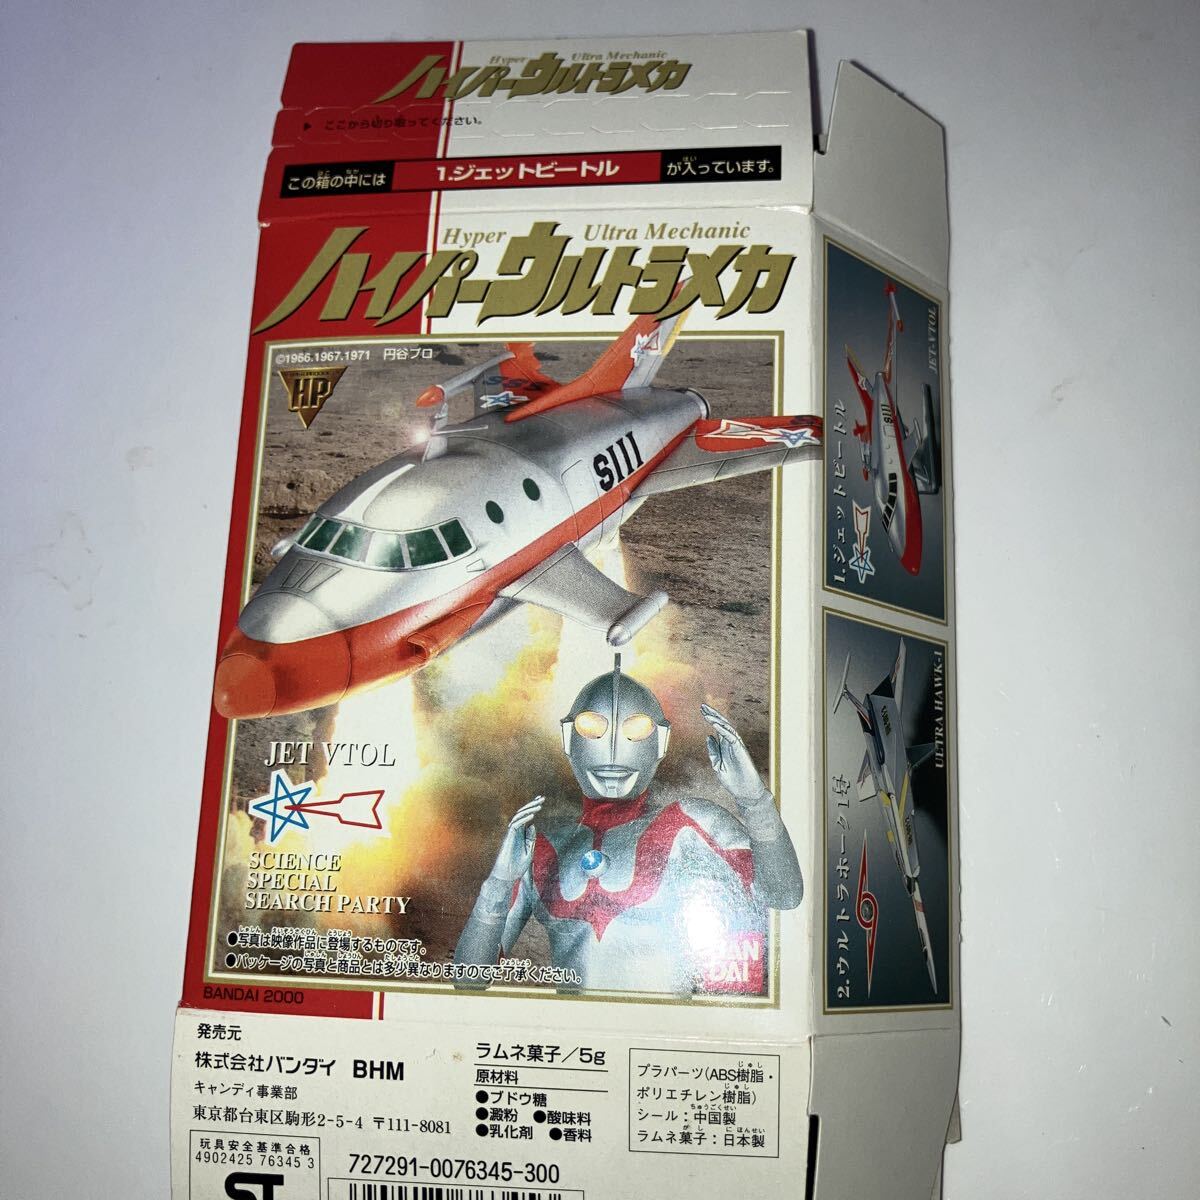 Hyper Ultra Mechanic
ハイパーウルトラメカ
▶ ここから切り取ってください。
この箱の中には 1.ジェットビートル が入っています。
Hyper Ultra Mechanic
ハイパーウルトラメカ
©1966.1967.1971 円谷プロ
HP
SSSP
S111
JET VTOL
SCIENCE
SPECIAL
SEARCH PARTY
●写真は映像作品に登場するものです。
●パッケージの写真と商品とは多少異なりますのでご了承ください。
BAN
DAI
BANDAI 2000
JET-VTOL
1.ジェットビートル
S111
ULTRA HAWK-1
2.ウルトラホーク1号
発売元
株式会社バンダイ BHM
キャンディ事業部
東京都台東区駒形2-5-4 〒111-8081
玩具安全基準合格
4902425 76345 3
ST
ラムネ菓子/5g
原材料
●ブドウ糖
●澱粉 ●酸味料
●乳化剤 ●香料
プラパーツ(ABS樹脂・
ポリエチレン樹脂)
シール:中国製
ラムネ菓子:日本製
727291-0076345-300